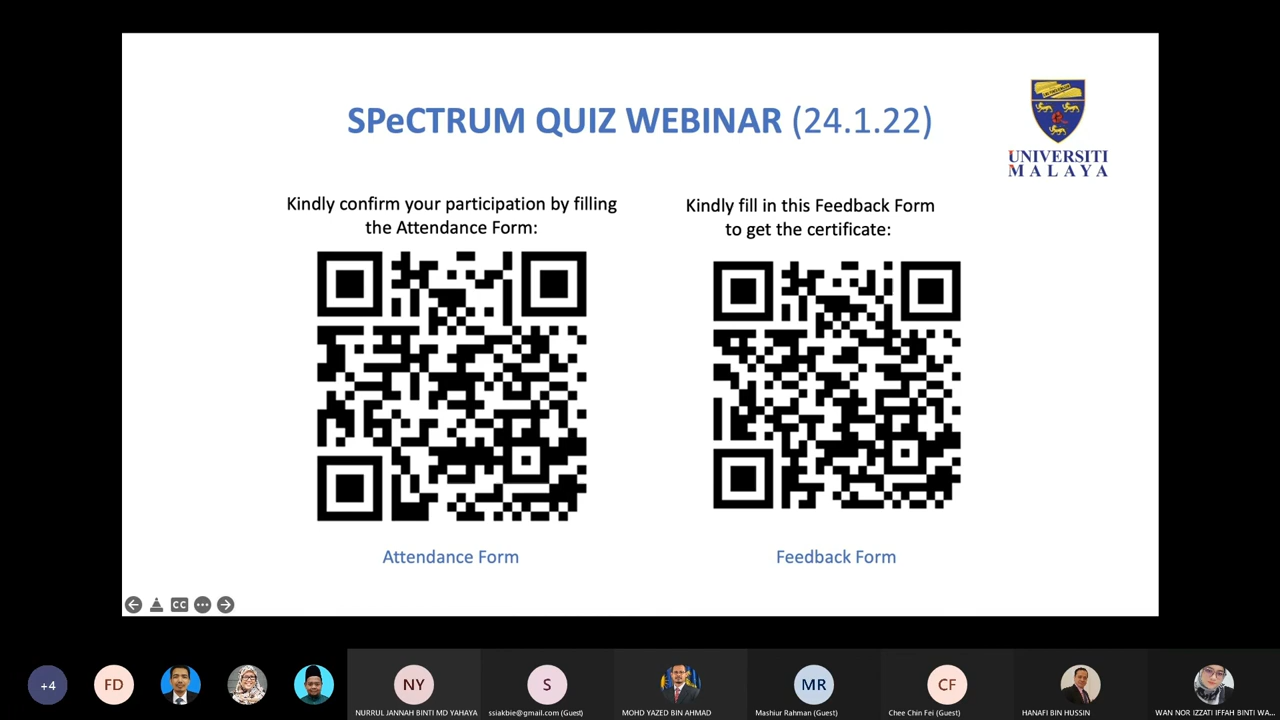 SPeCTRUM QUIZ WEBINAR (24.1.22)
UNIVERSITI
MALAYA
Kindly confirm your participation by filling
the Attendance Form:
Kindly fill in this Feedback Form
to get the certificate:
Attendance Form
Feedback Form
CC
+4
FD
NY
S
MR
CF
NURRUL JANNAH BINTI MD YAHAYA
ssiakbie@gmail.com (Guest)
MOHD YAZED BIN AHMAD
Mashiur Rahman (Guest)
Chee Chin Fei (Guest)
HANAFI BIN HUSSIN
WAN NOR IZZATI IFFAH BINTI WA...